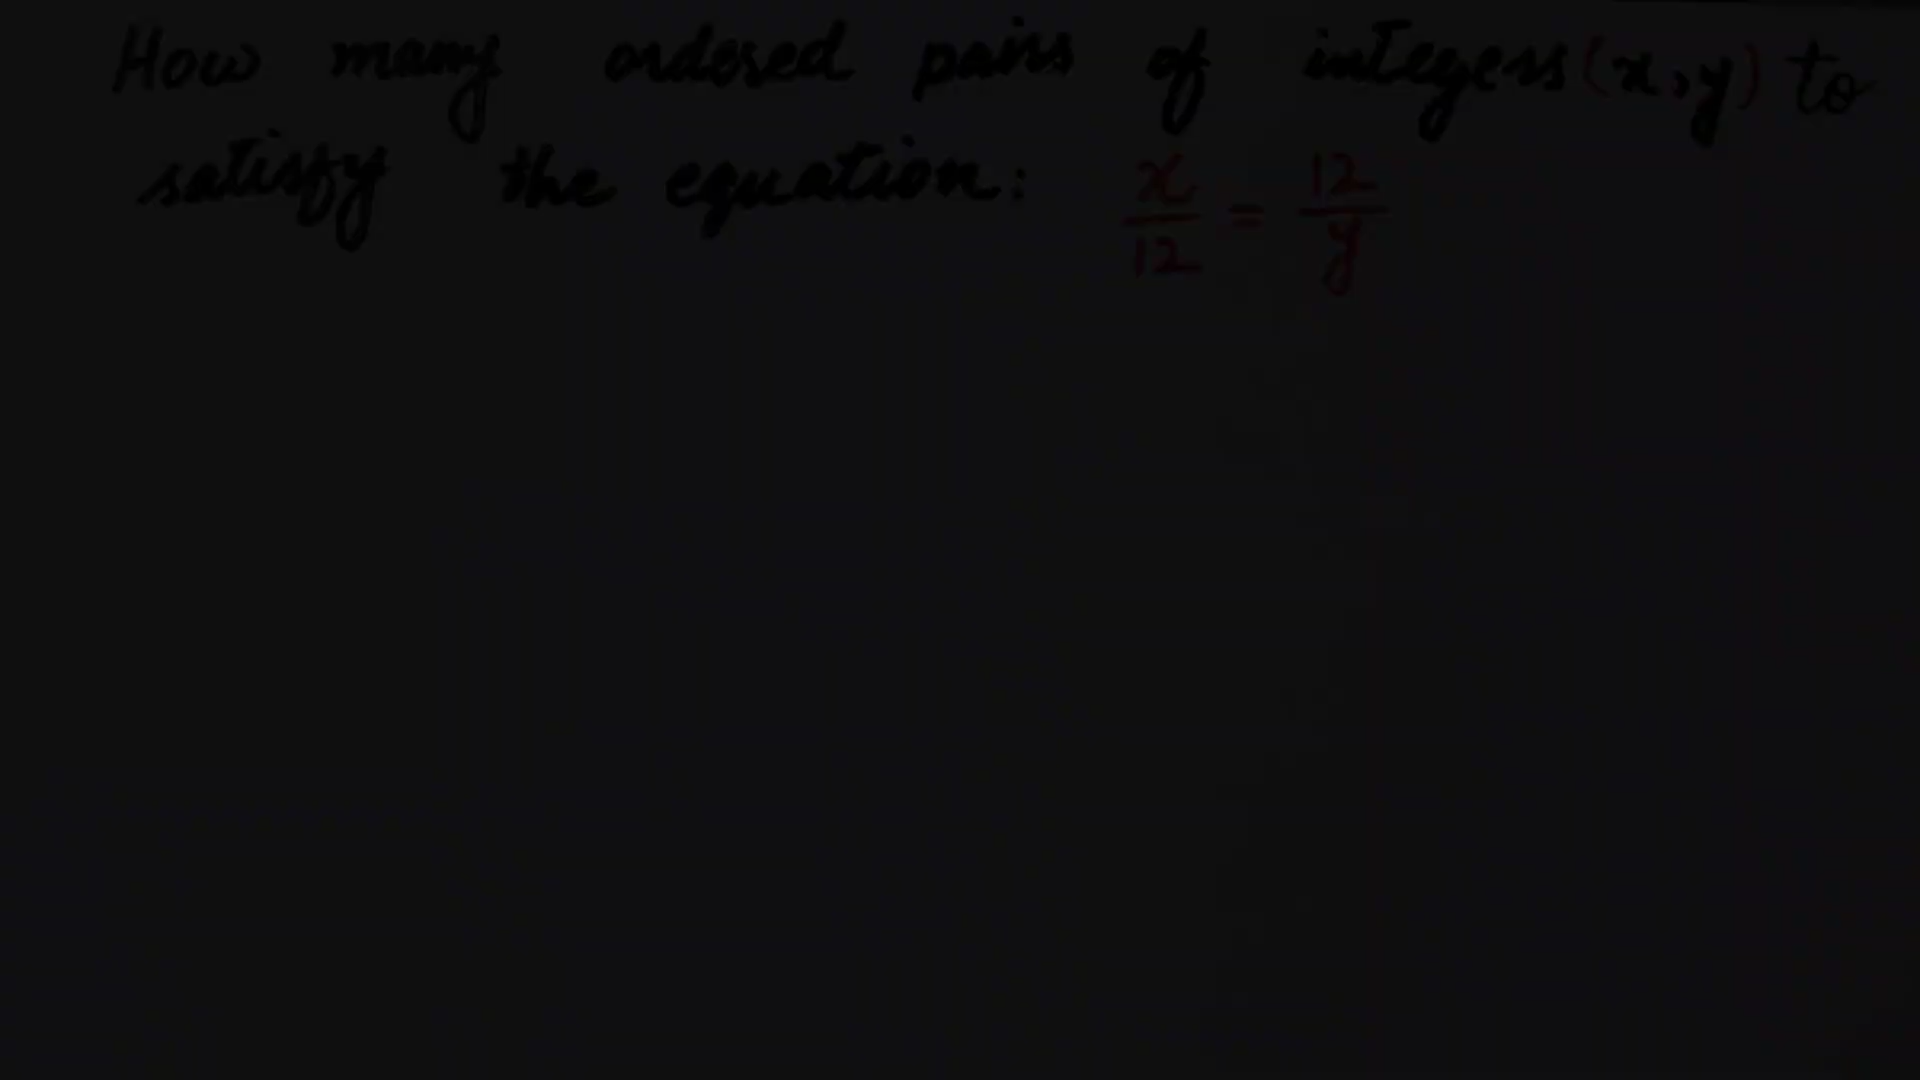 How many ordered pairs of integers (x,y) to
satisfy the equation: x/12 = 12/y